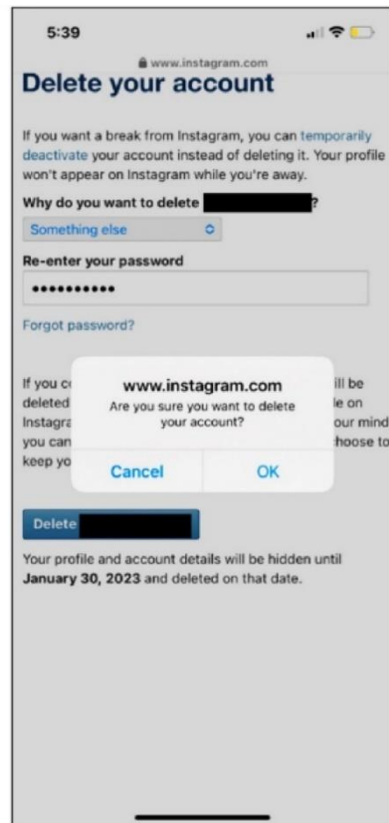 5:39
www.instagram.com
Delete your account
If you want a break from Instagram, you can temporarily
deactivate your account instead of deleting it. Your profile
won't appear on Instagram while you're away.
Why do you want to delete ?
Something else
Re-enter your password
••••••••••
Forgot password?
If you ill be
deleted le on
Instagra our mind
you can hoose to
keep yo
www.instagram.com
Are you sure you want to delete
your account?
Cancel OK
Delete
Your profile and account details will be hidden until
January 30, 2023 and deleted on that date.